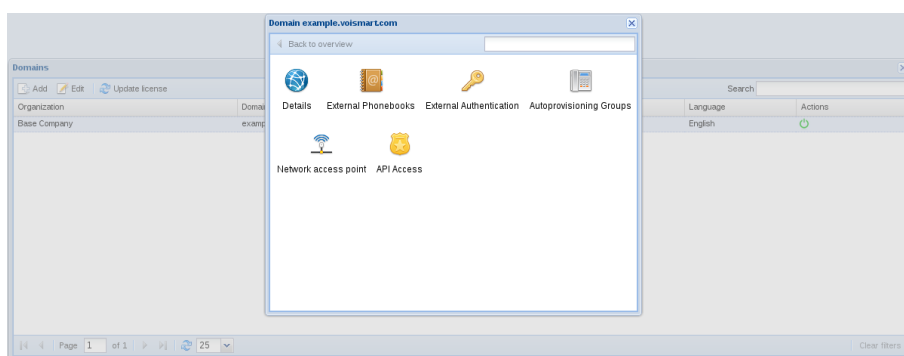 Domain example.voismart.com
Back to overview
Domains
Add Edit Update license Search
Organization Domai Language Actions
Base Company examp English
Details External Phonebooks External Authentication Autoprovisioning Groups
Network access point API Access
Page 1 of 1 25 Clear filters